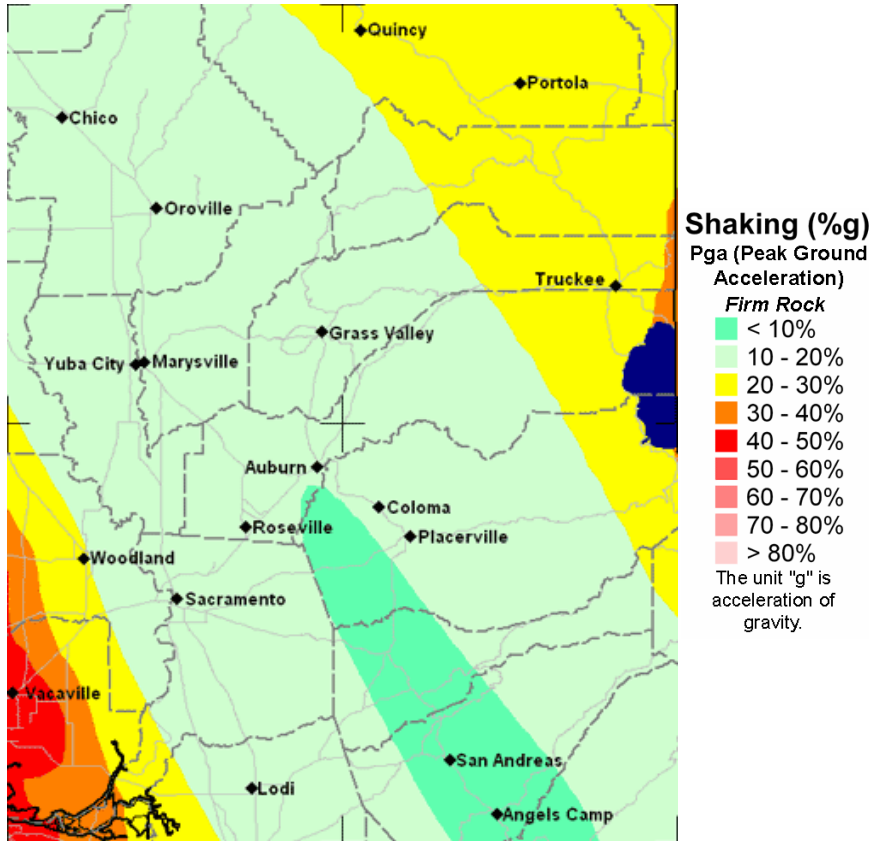 Quincy
Portola
Chico
Oroville
Truckee
Grass Valley
Yuba City
Marysville
Auburn
Coloma
Roseville
Placerville
Woodland
Sacramento
Vacaville
San Andreas
Lodi
Angels Camp
Shaking (%g)
Pga (Peak Ground
Acceleration)
Firm Rock
< 10%
10 - 20%
20 - 30%
30 - 40%
40 - 50%
50 - 60%
60 - 70%
70 - 80%
> 80%
The unit "g" is
acceleration of
gravity.